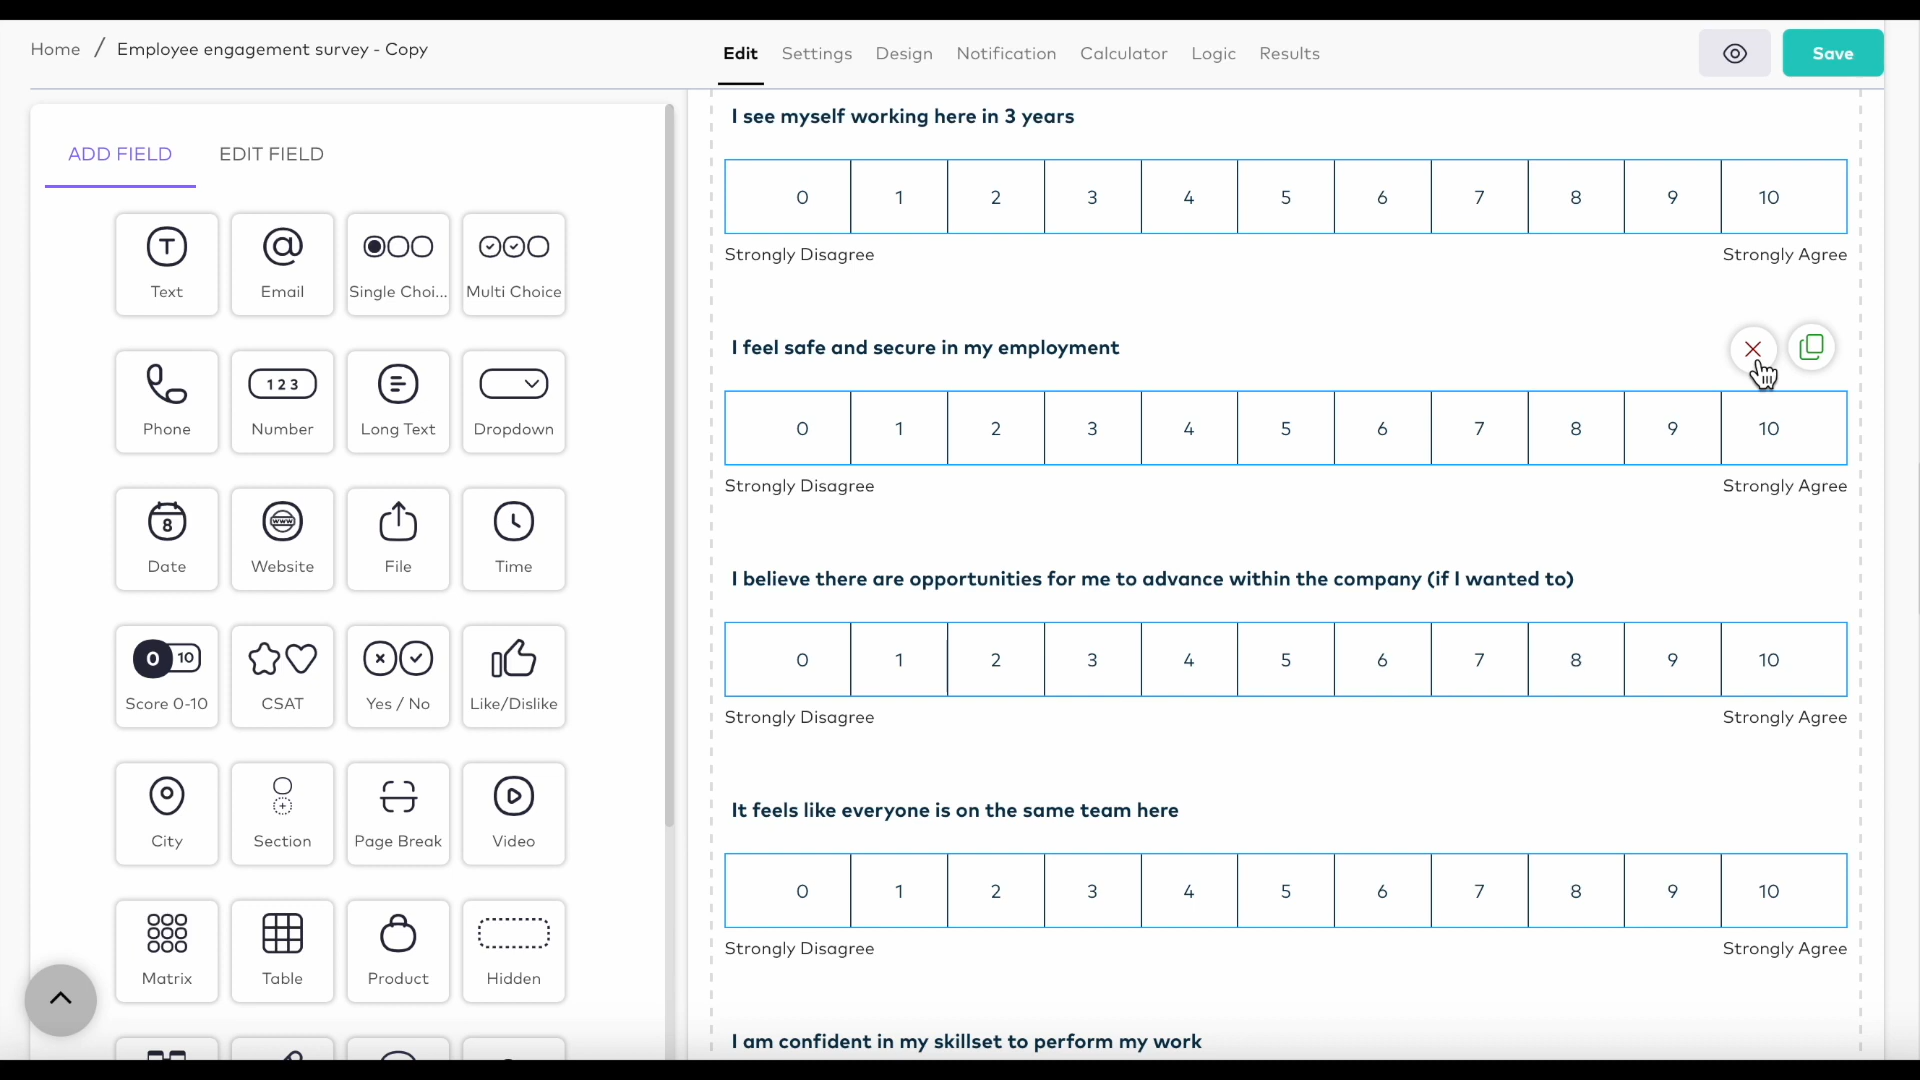 Home / Employee engagement survey - Copy
Edit Settings Design Notification Calculator Logic Results
Save
ADD FIELD EDIT FIELD
Text Email Single Choi... Multi Choice
1 2 3
Phone Number Long Text Dropdown
8 www
Date Website File Time
0 10
Score 0-10 CSAT Yes / No Like/Dislike
City Section Page Break Video
Matrix Table Product Hidden
I see myself working here in 3 years
0 1 2 3 4 5 6 7 8 9 10
Strongly Disagree Strongly Agree
I feel safe and secure in my employment
0 1 2 3 4 5 6 7 8 9 10
Strongly Disagree Strongly Agree
I believe there are opportunities for me to advance within the company (if I wanted to)
0 1 2 3 4 5 6 7 8 9 10
Strongly Disagree Strongly Agree
It feels like everyone is on the same team here
0 1 2 3 4 5 6 7 8 9 10
Strongly Disagree Strongly Agree
I am confident in my skillset to perform my work